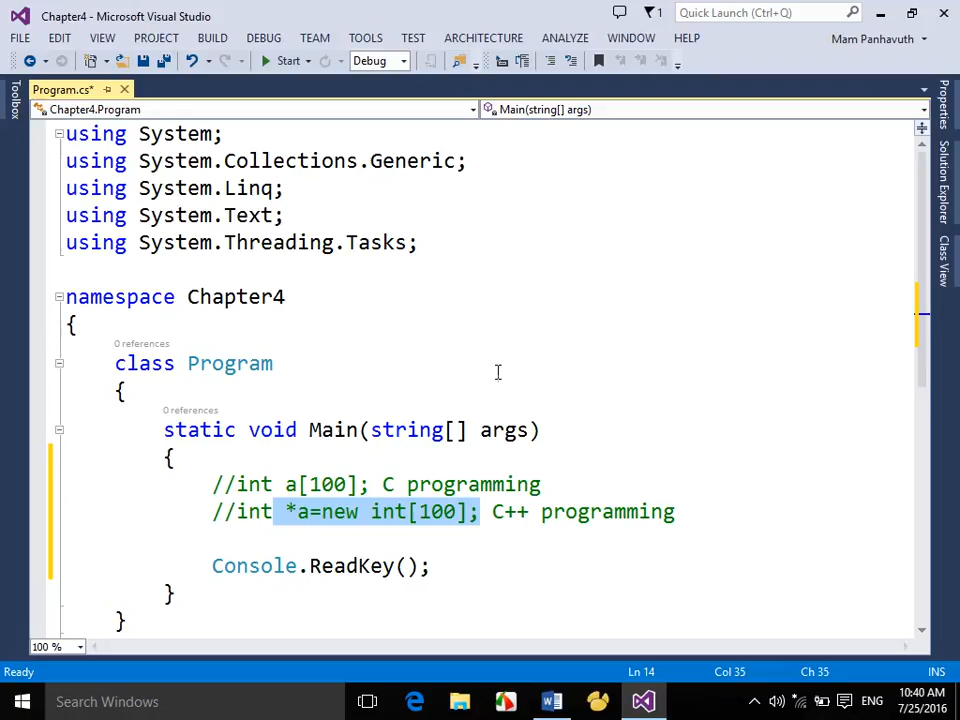 Chapter4 - Microsoft Visual Studio
1
Quick Launch (Ctrl+Q)
FILE EDIT VIEW PROJECT BUILD DEBUG TEAM TOOLS TEST ARCHITECTURE ANALYZE WINDOW HELP
Mam Panhavuth
Start Debug
Program.cs*
Chapter4.Program
Main(string[] args)
Toolbox
Properties
Solution Explorer
Class View
using System;
using System.Collections.Generic;
using System.Linq;
using System.Text;
using System.Threading.Tasks;
namespace Chapter4
{
0 references
class Program
{
0 references
static void Main(string[] args)
{
//int a[100]; C programming
//int *a=new int[100]; C++ programming
Console.ReadKey();
}
}
100 %
Ready Ln 14 Col 35 Ch 35 INS
Search Windows
ENG
10:40 AM
7/25/2016